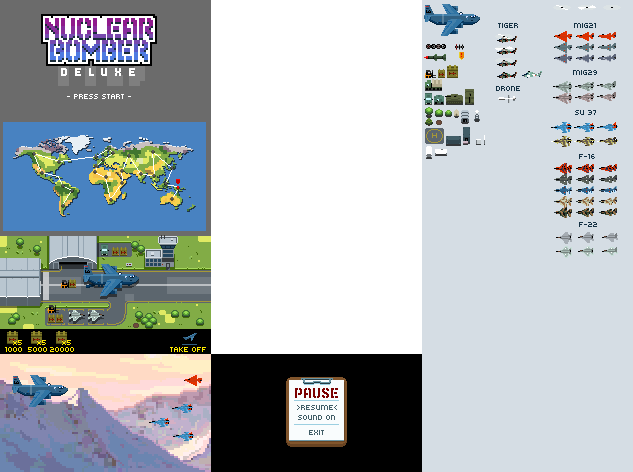 NUCLEAR
BOMBER
DELUXE
- PRESS START -
x5 x5 x5
1000 5000 20000
TAKE OFF
PAUSE
>RESUME<
SOUND ON
EXIT
TIGER
DRONE
H
MIG21
MIG29
SU 37
F-16
F-22